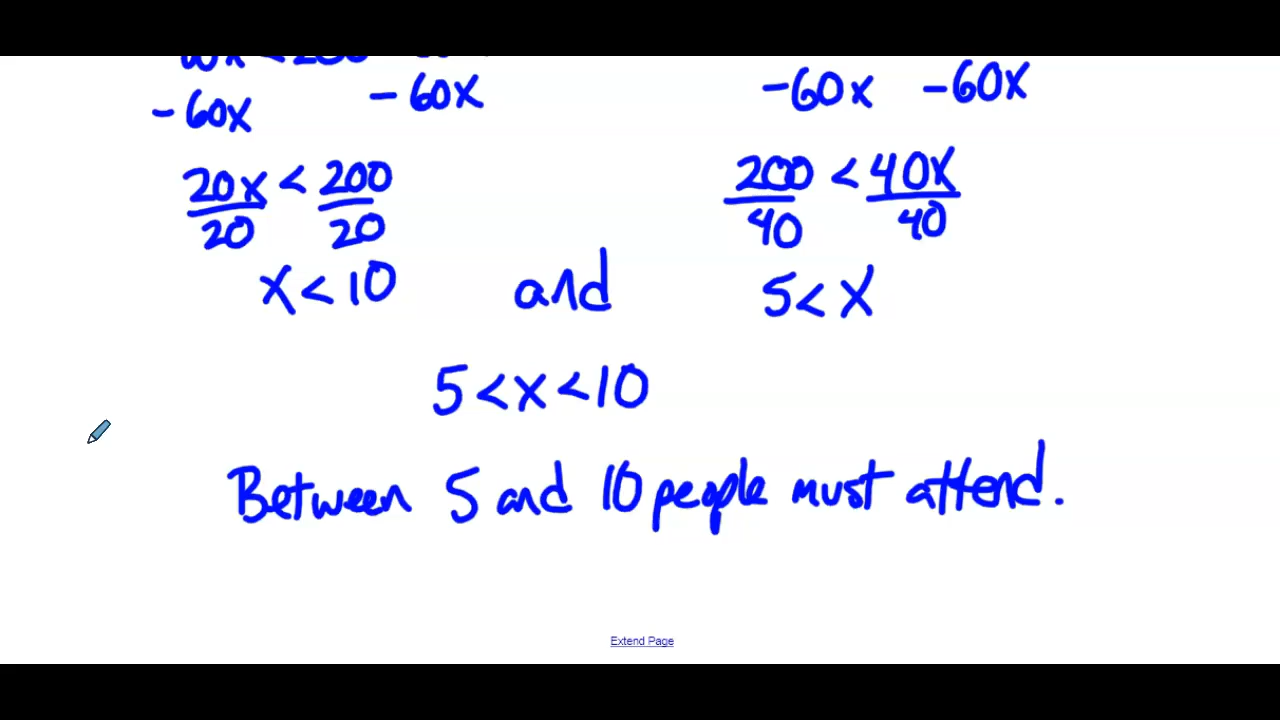 -60x -60x -60x -60x
20x < 200 200 < 40x
20 20 40 40
x < 10 and 5 < x
5 < x < 10
Between 5 and 10 people must attend.
Extend Page